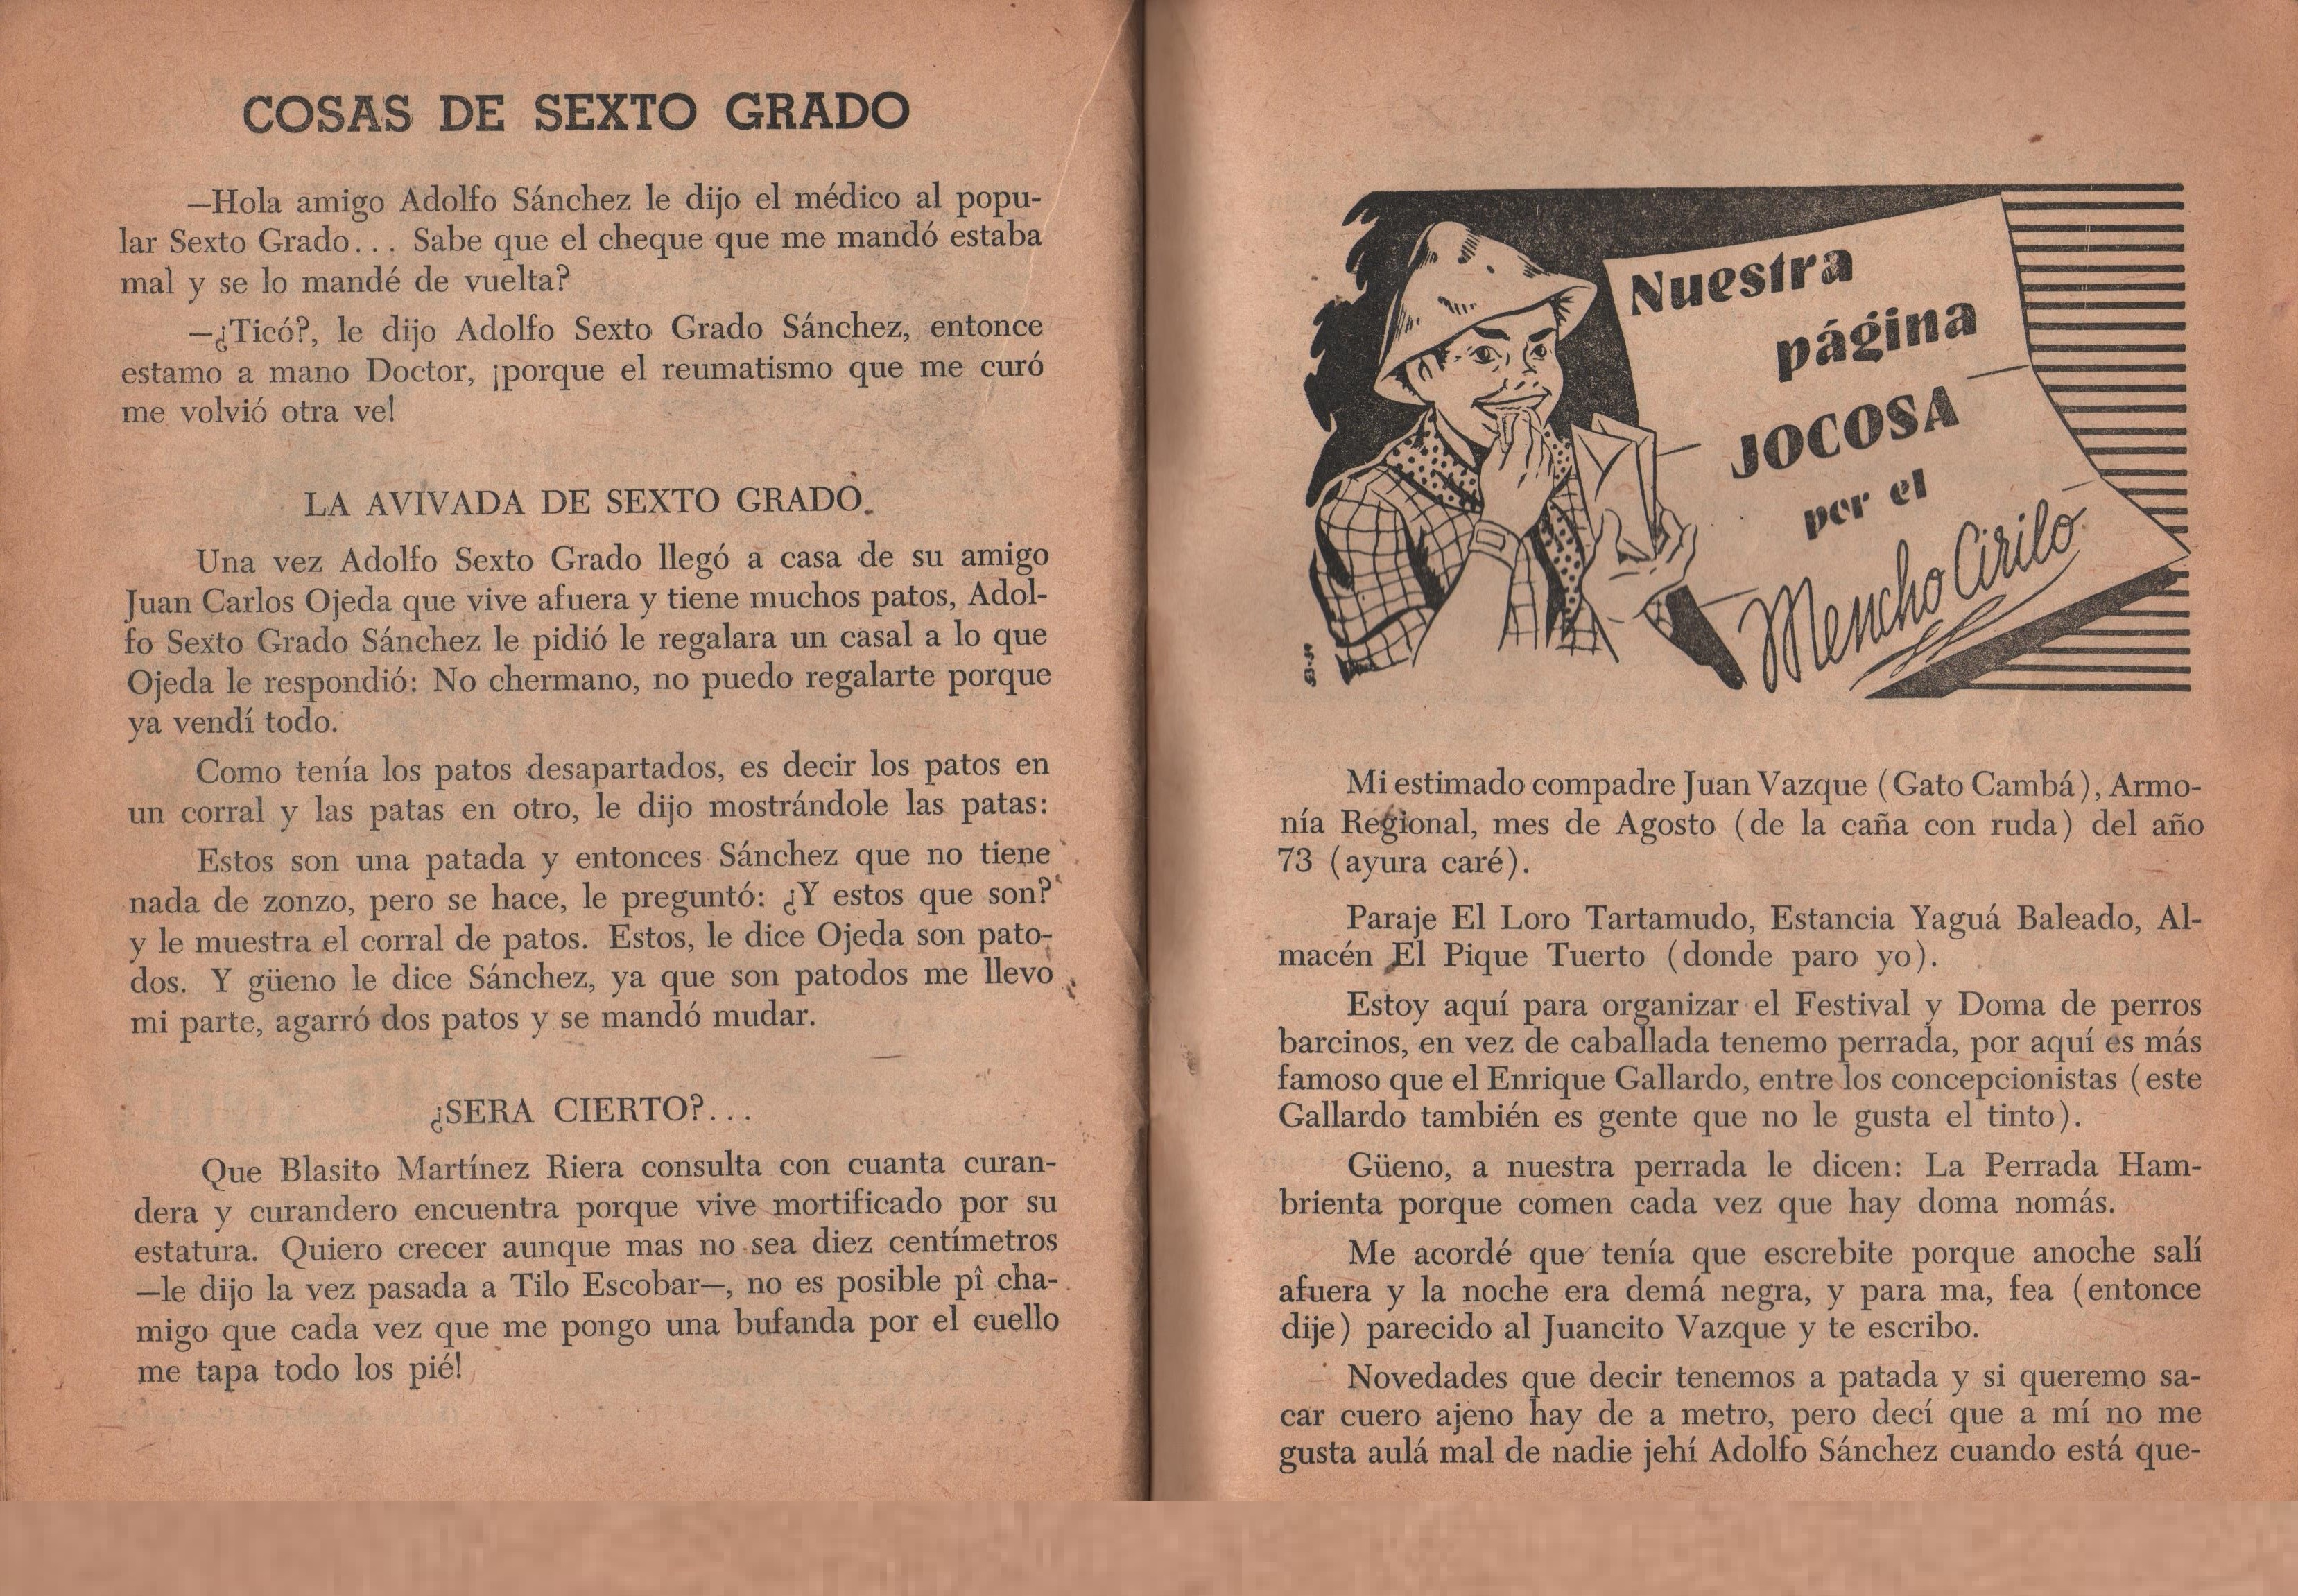 COSAS DE SEXTO GRADO
—Hola amigo Adolfo Sánchez le dijo el médico al popu-
lar Sexto Grado... Sabe que el cheque que me mandó estaba
mal y se lo mandé de vuelta?
—¿Ticó?, le dijo Adolfo Sexto Grado Sánchez, entonce
estamo a mano Doctor, ¡porque el reumatismo que me curó
me volvió otra ve!
LA AVIVADA DE SEXTO GRADO.
Una vez Adolfo Sexto Grado llegó a casa de su amigo
Juan Carlos Ojeda que vive afuera y tiene muchos patos, Adol-
fo Sexto Grado Sánchez le pidió le regalara un casal a lo que
Ojeda le respondió: No chermano, no puedo regalarte porque
ya vendí todo.
Como tenía los patos desapartados, es decir los patos en
un corral y las patas en otro, le dijo mostrándole las patas:
Estos son una patada y entonces Sánchez que no tiene
nada de zonzo, pero se hace, le preguntó: ¿Y estos que son?
y le muestra el corral de patos. Estos, le dice Ojeda son pato-
dos. Y güeno le dice Sánchez, ya que son patodos me llevo
mi parte, agarró dos patos y se mandó mudar.
¿SERA CIERTO?...
Que Blasito Martínez Riera consulta con cuanta curan-
dera y curandero encuentra porque vive mortificado por su
estatura. Quiero crecer aunque mas no sea diez centímetros
—le dijo la vez pasada a Tilo Escobar—, no es posible pî cha-
migo que cada vez que me pongo una bufanda por el cuello
me tapa todo los pié!
Nuestra
página
JOCOSA
por el
Mencho Cirilo
Mi estimado compadre Juan Vazque (Gato Cambá), Armo-
nía Regional, mes de Agosto (de la caña con ruda) del año
73 (ayura caré).
Paraje El Loro Tartamudo, Estancia Yaguá Baleado, Al-
macén El Pique Tuerto (donde paro yo).
Estoy aquí para organizar el Festival y Doma de perros
barcinos, en vez de caballada tenemo perrada, por aquí es más
famoso que el Enrique Gallardo, entre los concepcionistas (este
Gallardo también es gente que no le gusta el tinto).
Güeno, a nuestra perrada le dicen: La Perrada Ham-
brienta porque comen cada vez que hay doma nomás.
Me acordé que tenía que escrebite porque anoche salí
afuera y la noche era demá negra, y para ma, fea (entonce
dije) parecido al Juancito Vazque y te escribo.
Novedades que decir tenemos a patada y si queremo sa-
car cuero ajeno hay de a metro, pero decí que a mí no me
gusta aulá mal de nadie jehí Adolfo Sánchez cuando está que-